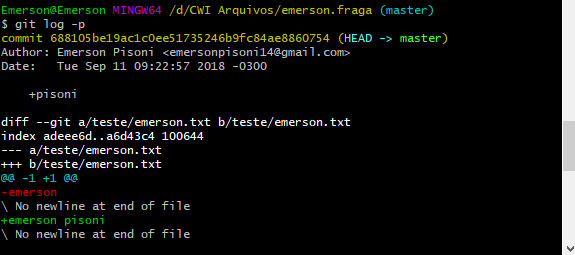 Emerson@Emerson MINGW64 /d/CWI Arquivos/emerson.fraga (master)
$ git log -p
commit 688105be19ac1c0ee51735246b9fc84ae8860754 (HEAD -> master)
Author: Emerson Pisoni <emersonpisoni14@gmail.com>
Date:   Tue Sep 11 09:22:57 2018 -0300

    +pisoni

diff --git a/teste/emerson.txt b/teste/emerson.txt
index adeee6d..a6d43c4 100644
--- a/teste/emerson.txt
+++ b/teste/emerson.txt
@@ -1 +1 @@
-emerson
\ No newline at end of file
+emerson pisoni
\ No newline at end of file